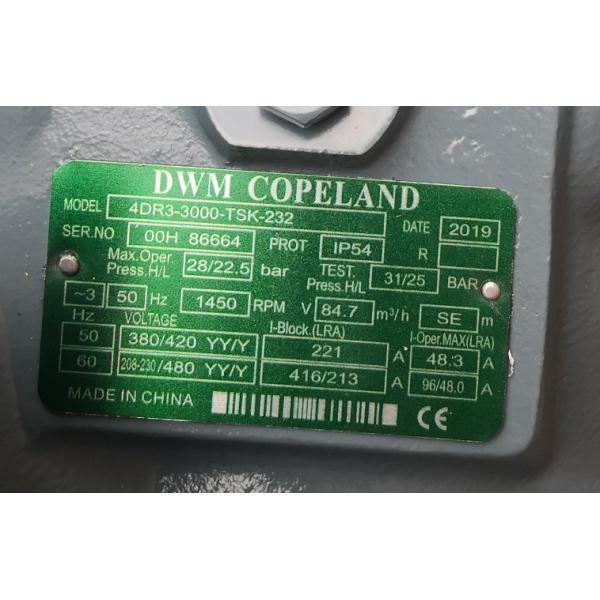 DWM COPELAND
MODEL 4DR3-3000-TSK-232 DATE 2019
SER.NO 00H 86664 PROT IP54 R
Max.Oper. Press.H/L 28/22.5 bar TEST. Press.H/L 31/25 BAR
~3 50 Hz 1450 RPM V 84.7 m³/h SE m
Hz VOLTAGE I-Block.(LRA) I-Oper.MAX(LRA)
50 380/420 YY/Y 221 A 48.3 A
60 208-230/480 YY/Y 416/213 A 96/48.0 A
MADE IN CHINA CE